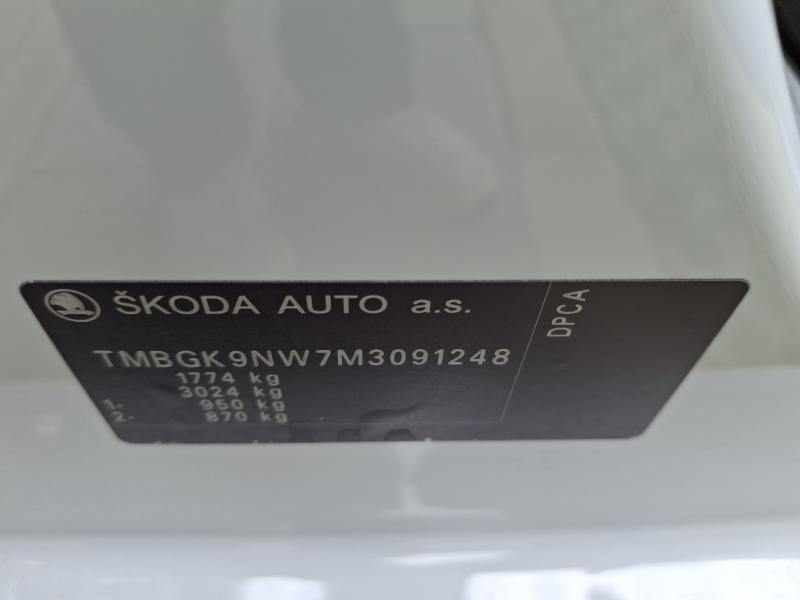 ŠKODA AUTO a.s.
DPCA
TMBGK9NW7M3091248
1774 kg
3024 kg
1. 950 kg
2. 870 kg